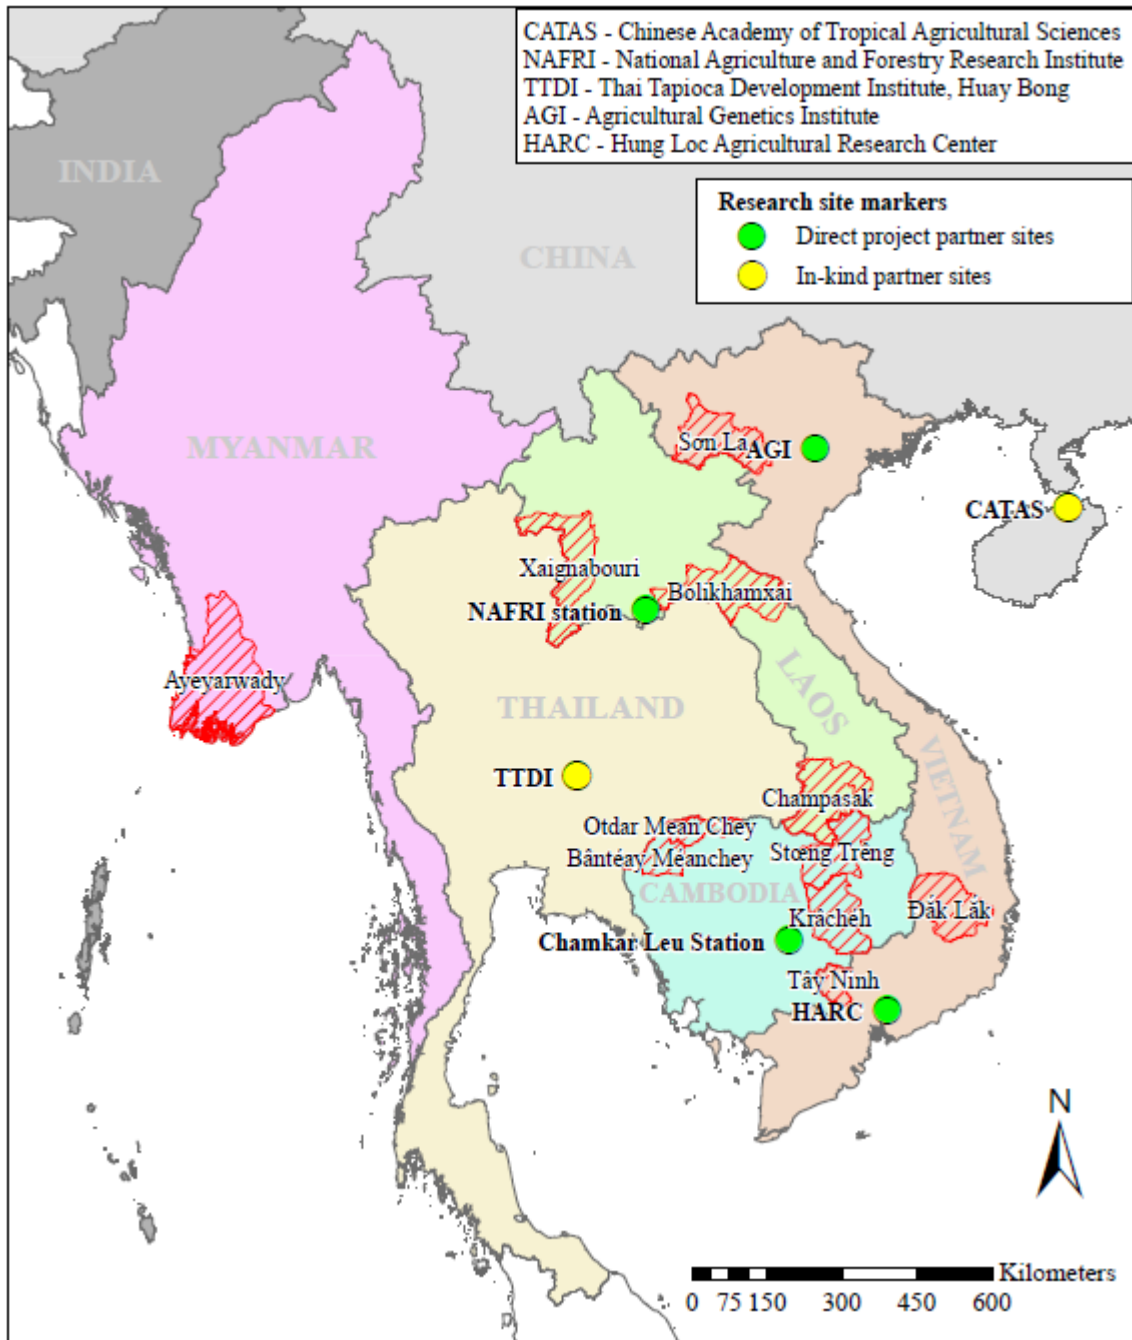 CATAS - Chinese Academy of Tropical Agricultural Sciences
NAFRI - National Agriculture and Forestry Research Institute
TTDI - Thai Tapioca Development Institute, Huay Bong
AGI - Agricultural Genetics Institute
HARC - Hung Loc Agricultural Research Center
INDIA
Research site markers
Direct project partner sites
In-kind partner sites
CHINA
MYANMAR
Sơn La
AGI
CATAS
Xaignabouri
Bolikhamxai
NAFRI station
Ayeyarwady
LAOS
THAILAND
VIETNAM
TTDI
Champasak
Otdar Mean Chey
Bântéay Méanchey
Stœng Trêng
CAMBODIA
Krâchéh
Đắk Lắk
Chamkar Leu Station
Tây Ninh
HARC
N
Kilometers
0 75 150 300 450 600